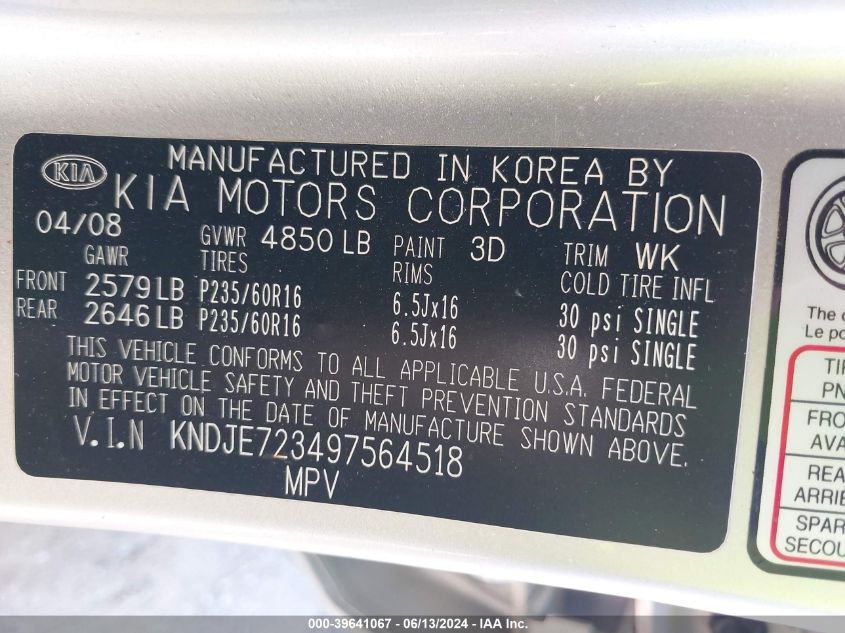 MANUFACTURED IN KOREA BY
KIA
KIA MOTORS CORPORATION
04/08
GVWR 4850 LB PAINT 3D TRIM WK
GAWR TIRES RIMS COLD TIRE INFL
FRONT 2579 LB P235/60R16 6.5Jx16 30 psi SINGLE
REAR 2646 LB P235/60R16 6.5Jx16 30 psi SINGLE
THIS VEHICLE CONFORMS TO ALL APPLICABLE U.S.A. FEDERAL
MOTOR VEHICLE SAFETY AND THEFT PREVENTION STANDARDS
IN EFFECT ON THE DATE OF MANUFACTURE SHOWN ABOVE.
V.I.N KNDJE723497564518
MPV
The
Le
000-39641067 - 06/13/2024 - IAA Inc.